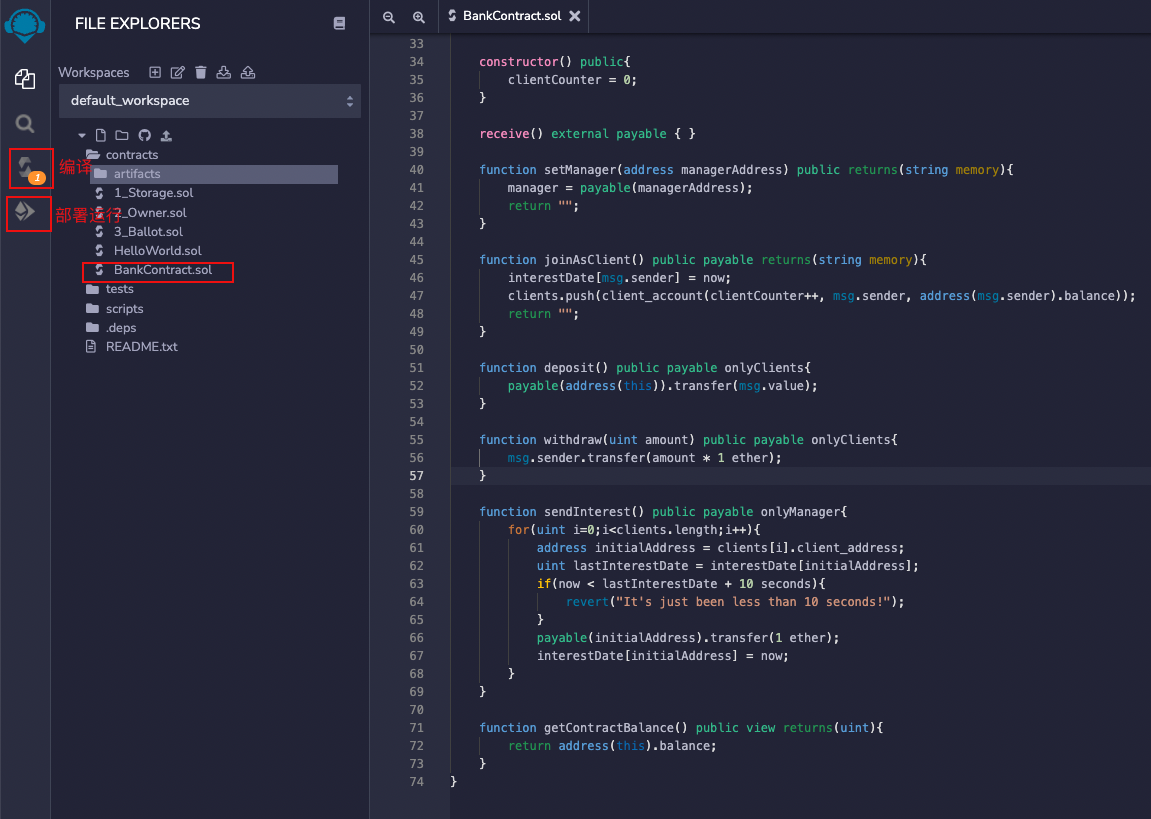 FILE EXPLORERS
Workspaces
default_workspace
contracts
artifacts
1_Storage.sol
2_Owner.sol
3_Ballot.sol
HelloWorld.sol
BankContract.sol
tests
scripts
.deps
README.txt
1
编译
部署运行
BankContract.sol
33
34 constructor() public{
35 clientCounter = 0;
36 }
37
38 receive() external payable { }
39
40 function setManager(address managerAddress) public returns(string memory){
41 manager = payable(managerAddress);
42 return "";
43 }
44
45 function joinAsClient() public payable returns(string memory){
46 interestDate[msg.sender] = now;
47 clients.push(client_account(clientCounter++, msg.sender, address(msg.sender).balance));
48 return "";
49 }
50
51 function deposit() public payable onlyClients{
52 payable(address(this)).transfer(msg.value);
53 }
54
55 function withdraw(uint amount) public payable onlyClients{
56 msg.sender.transfer(amount * 1 ether);
57 }
58
59 function sendInterest() public payable onlyManager{
60 for(uint i=0;i<clients.length;i++){
61 address initialAddress = clients[i].client_address;
62 uint lastInterestDate = interestDate[initialAddress];
63 if(now < lastInterestDate + 10 seconds){
64 revert("It's just been less than 10 seconds!");
65 }
66 payable(initialAddress).transfer(1 ether);
67 interestDate[initialAddress] = now;
68 }
69 }
70
71 function getContractBalance() public view returns(uint){
72 return address(this).balance;
73 }
74 }